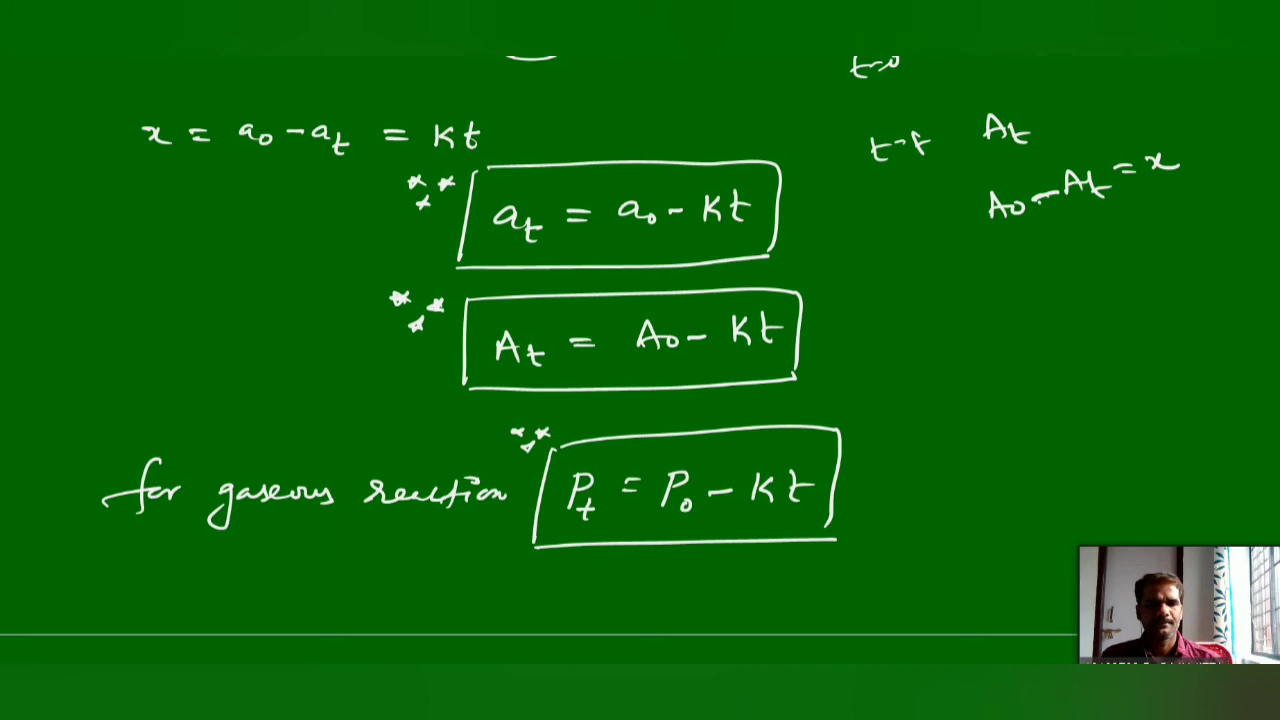 t=0
x = a₀ - aₜ = Kt
t=t Aₜ
A₀ - Aₜ = x
aₜ = a₀ - Kt
Aₜ = A₀ - Kt
for gaseous reaction Pₜ = P₀ - Kt